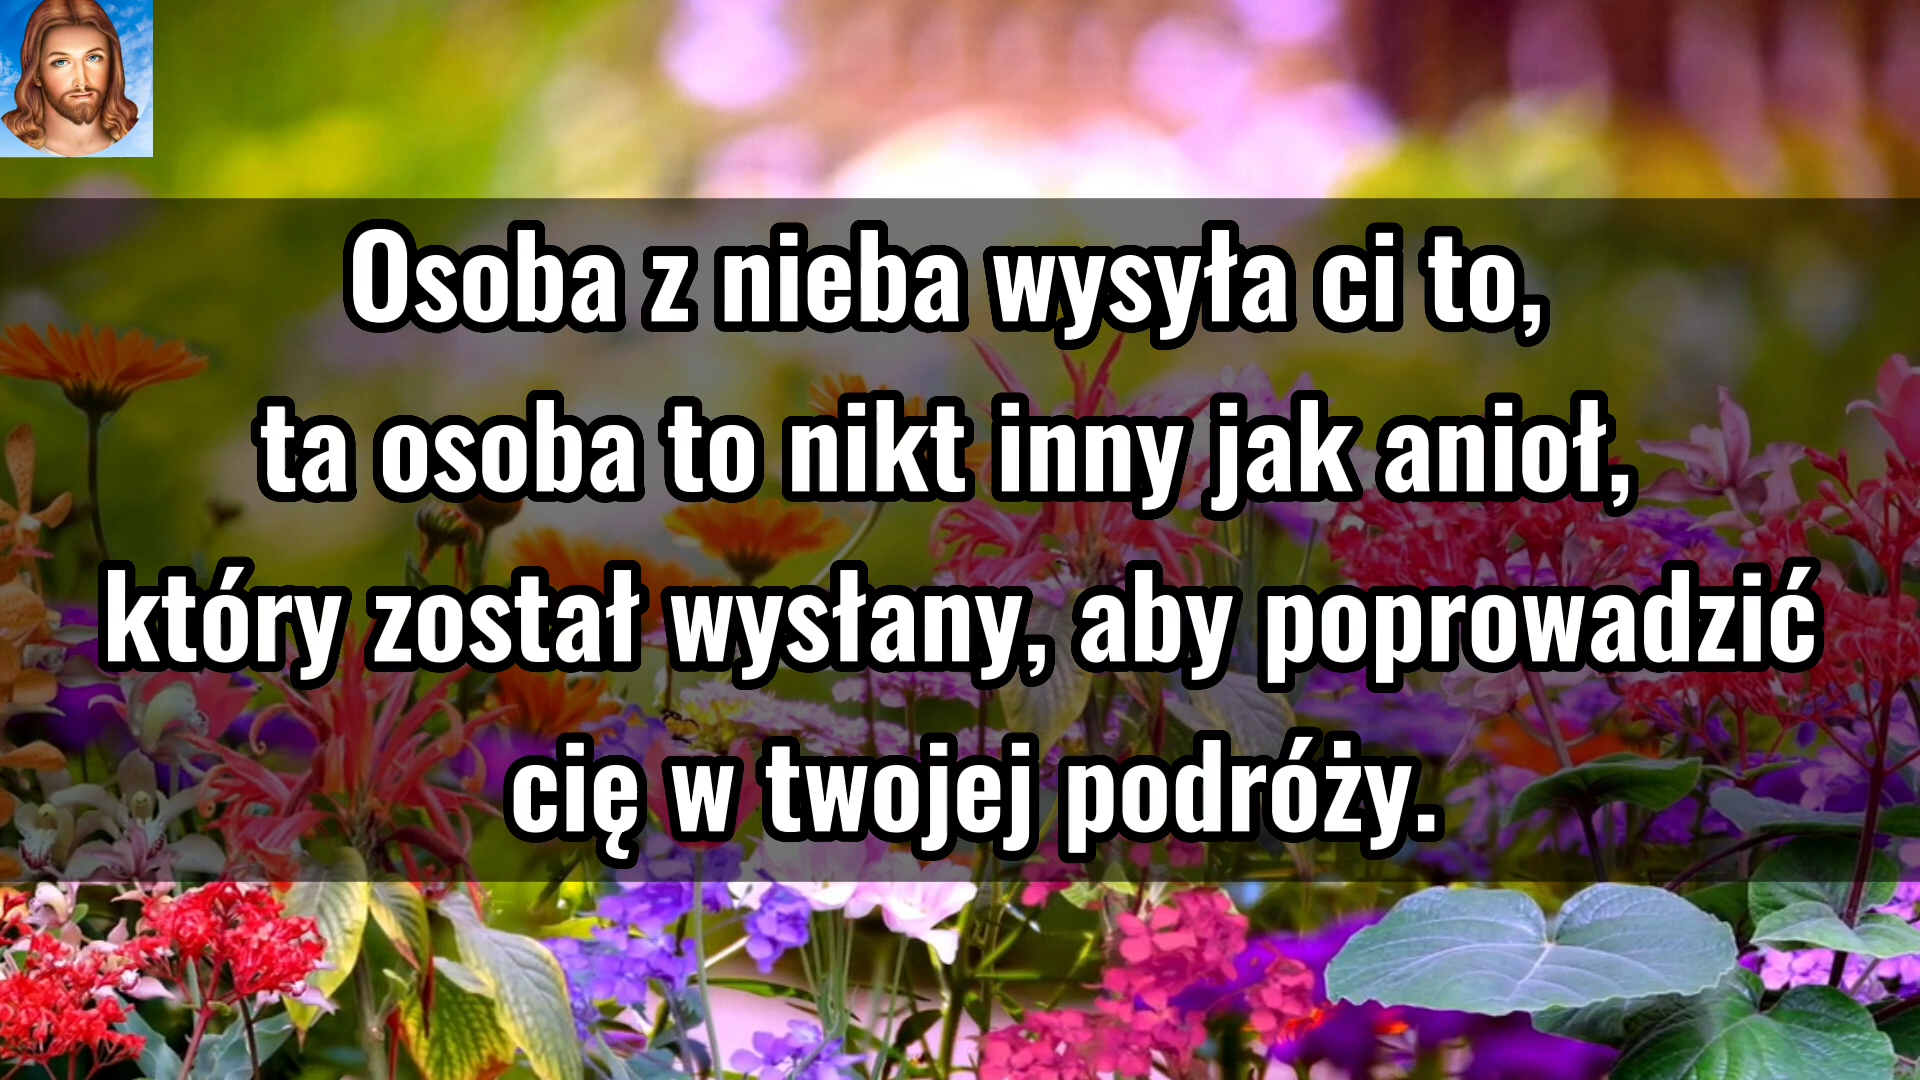 Osoba z nieba wysyła ci to,
ta osoba to nikt inny jak anioł,
który został wysłany, aby poprowadzić
cię w twojej podróży.